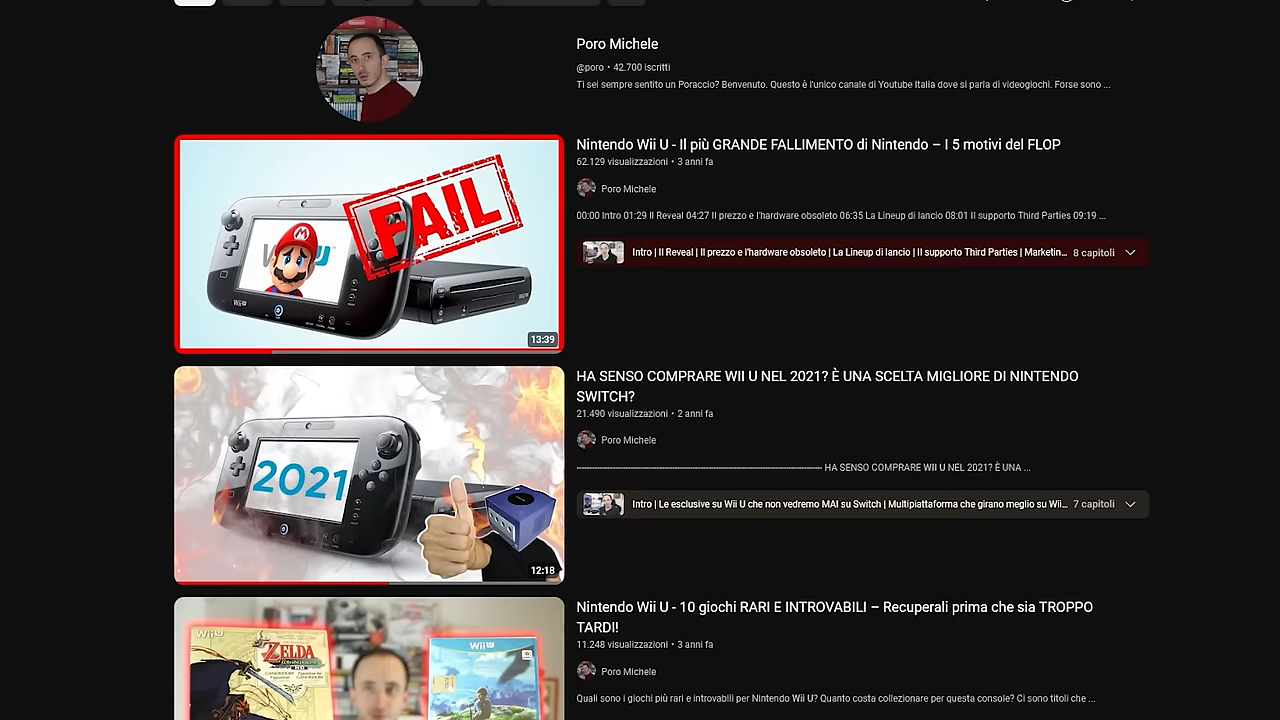 Poro Michele
@poro • 42.700 iscritti
Ti sei sempre sentito un Poraccio? Benvenuto. Questo è l'unico canale di Youtube Italia dove si parla di videogiochi. Forse sono ...
Nintendo Wii U - Il più GRANDE FALLIMENTO di Nintendo – I 5 motivi del FLOP
62.129 visualizzazioni • 3 anni fa
Poro Michele
00:00 Intro 01:29 Il Reveal 04:27 Il prezzo e l'hardware obsoleto 06:35 La Lineup di lancio 08:01 Il supporto Third Parties 09:19 ...
Intro | Il Reveal | Il prezzo e l'hardware obsoleto | La Lineup di lancio | Il supporto Third Parties | Marketin... 8 capitoli
FAIL
Wii U
13:39
HA SENSO COMPRARE WII U NEL 2021? È UNA SCELTA MIGLIORE DI NINTENDO
SWITCH?
21.490 visualizzazioni • 2 anni fa
Poro Michele
-------------------------------------------------------------------------------- HA SENSO COMPRARE WII U NEL 2021? È UNA ...
Intro | Le esclusive su Wii U che non vedremo MAI su Switch | Multipiattaforma che girano meglio su Wii... 7 capitoli
2021
12:18
Nintendo Wii U - 10 giochi RARI E INTROVABILI – Recuperali prima che sia TROPPO
TARDI!
11.248 visualizzazioni • 3 anni fa
Poro Michele
Quali sono i giochi più rari e introvabili per Nintendo Wii U? Quanto costa collezionare per questa console? Ci sono titoli che ...
Wii U
ZELDA
HD
GANONDORF
Wii U